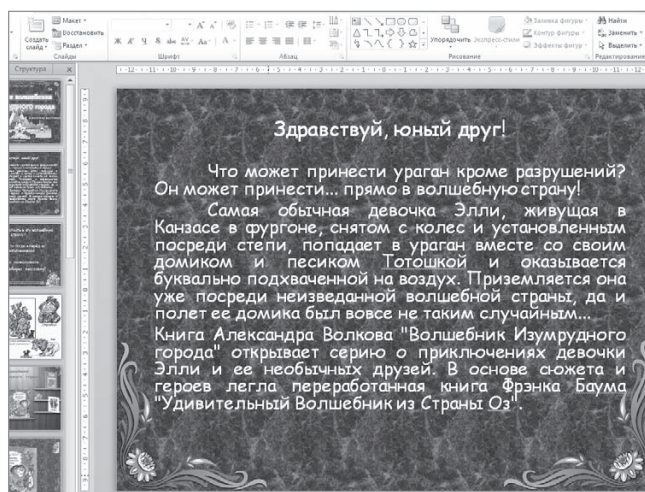 Макет
Восстановить
Раздел
Создать
слайд
Слайды
Шрифт
Абзац
Упорядочить
Экспресс-стили
Заливка фигуры
Контур фигуры
Эффекты фигур
Рисование
Найти
Заменить
Выделить
Редактирование
Структура
Здравствуй, юный друг!
Что может принести ураган кроме разрушений?
Он может принести... прямо в волшебную страну!
Самая обычная девочка Элли, живущая в
Канзасе в фургоне, снятом с колес и установленным
посреди степи, попадает в ураган вместе со своим
домиком и песиком Тотошкой и оказывается
буквально подхваченной на воздух. Приземляется она
уже посреди неизведанной волшебной страны, да и
полет ее домика был вовсе не таким случайным...
Книга Александра Волкова "Волшебник Изумрудного
города" открывает серию о приключениях девочки
Элли и ее необычных друзей. В основе сюжета и
героев легла переработанная книга Фрэнка Баума
"Удивительный Волшебник из Страны Оз".